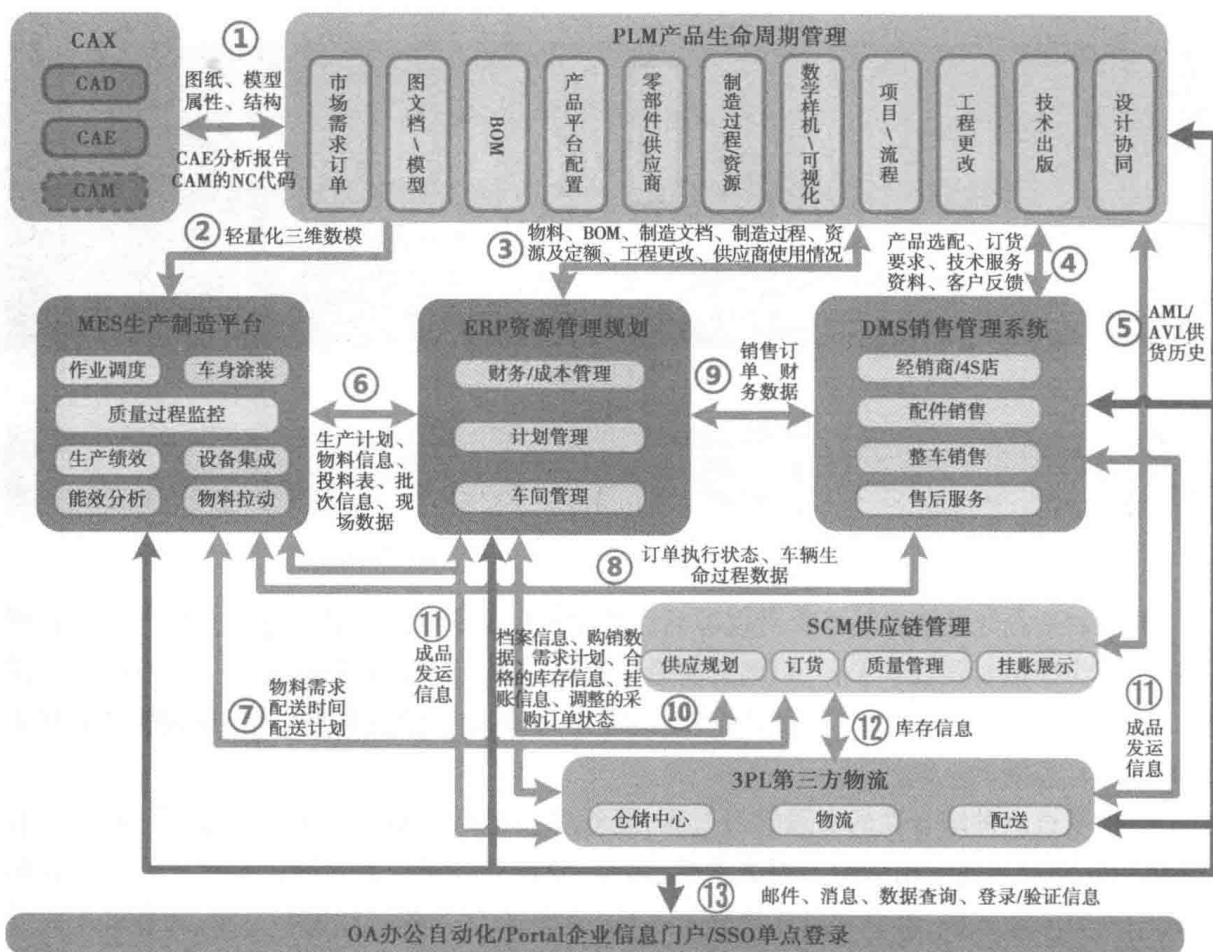 CAX
CAD
CAE
CAM
①
图纸、模型
属性、结构
CAE分析报告
CAM的NC代码
PLM产品生命周期管理
市场需求订单
图文档\模型
BOM
产品平台配置
零部件/供应商
制造过程/资源
数学样机\可视化
项目\流程
工程更改
技术出版
设计协同
②
轻量化三维数模
③
物料、BOM、制造文档、制造过程、资
源及定额、工程更改、供应商使用情况
产品选配、订货
要求、技术服务
资料、客户反馈
④
⑤
AML/
AVL供
货历史
MES生产制造平台
作业调度
车身涂装
质量过程监控
生产绩效
设备集成
能效分析
物料拉动
⑥
生产计划、
物料信息、
投料表、批
次信息、现
场数据
ERP资源管理规划
财务/成本管理
计划管理
车间管理
⑨
销售订
单、财
务数据
DMS销售管理系统
经销商/4S店
配件销售
整车销售
售后服务
⑧
订单执行状态、车辆生
命过程数据
⑪
成品
发运
信息
档案信息、购销数
据、需求计划、合
格的库存信息、挂
账信息、调整的采
购订单状态
⑩
SCM供应链管理
供应规划
订货
质量管理
挂账展示
⑦
物料需求
配送时间
配送计划
⑫
库存信息
⑪
成品
发运
信息
3PL第三方物流
仓储中心
物流
配送
⑬
邮件、消息、数据查询、登录/验证信息
OA办公自动化/Portal企业信息门户/SSO单点登录